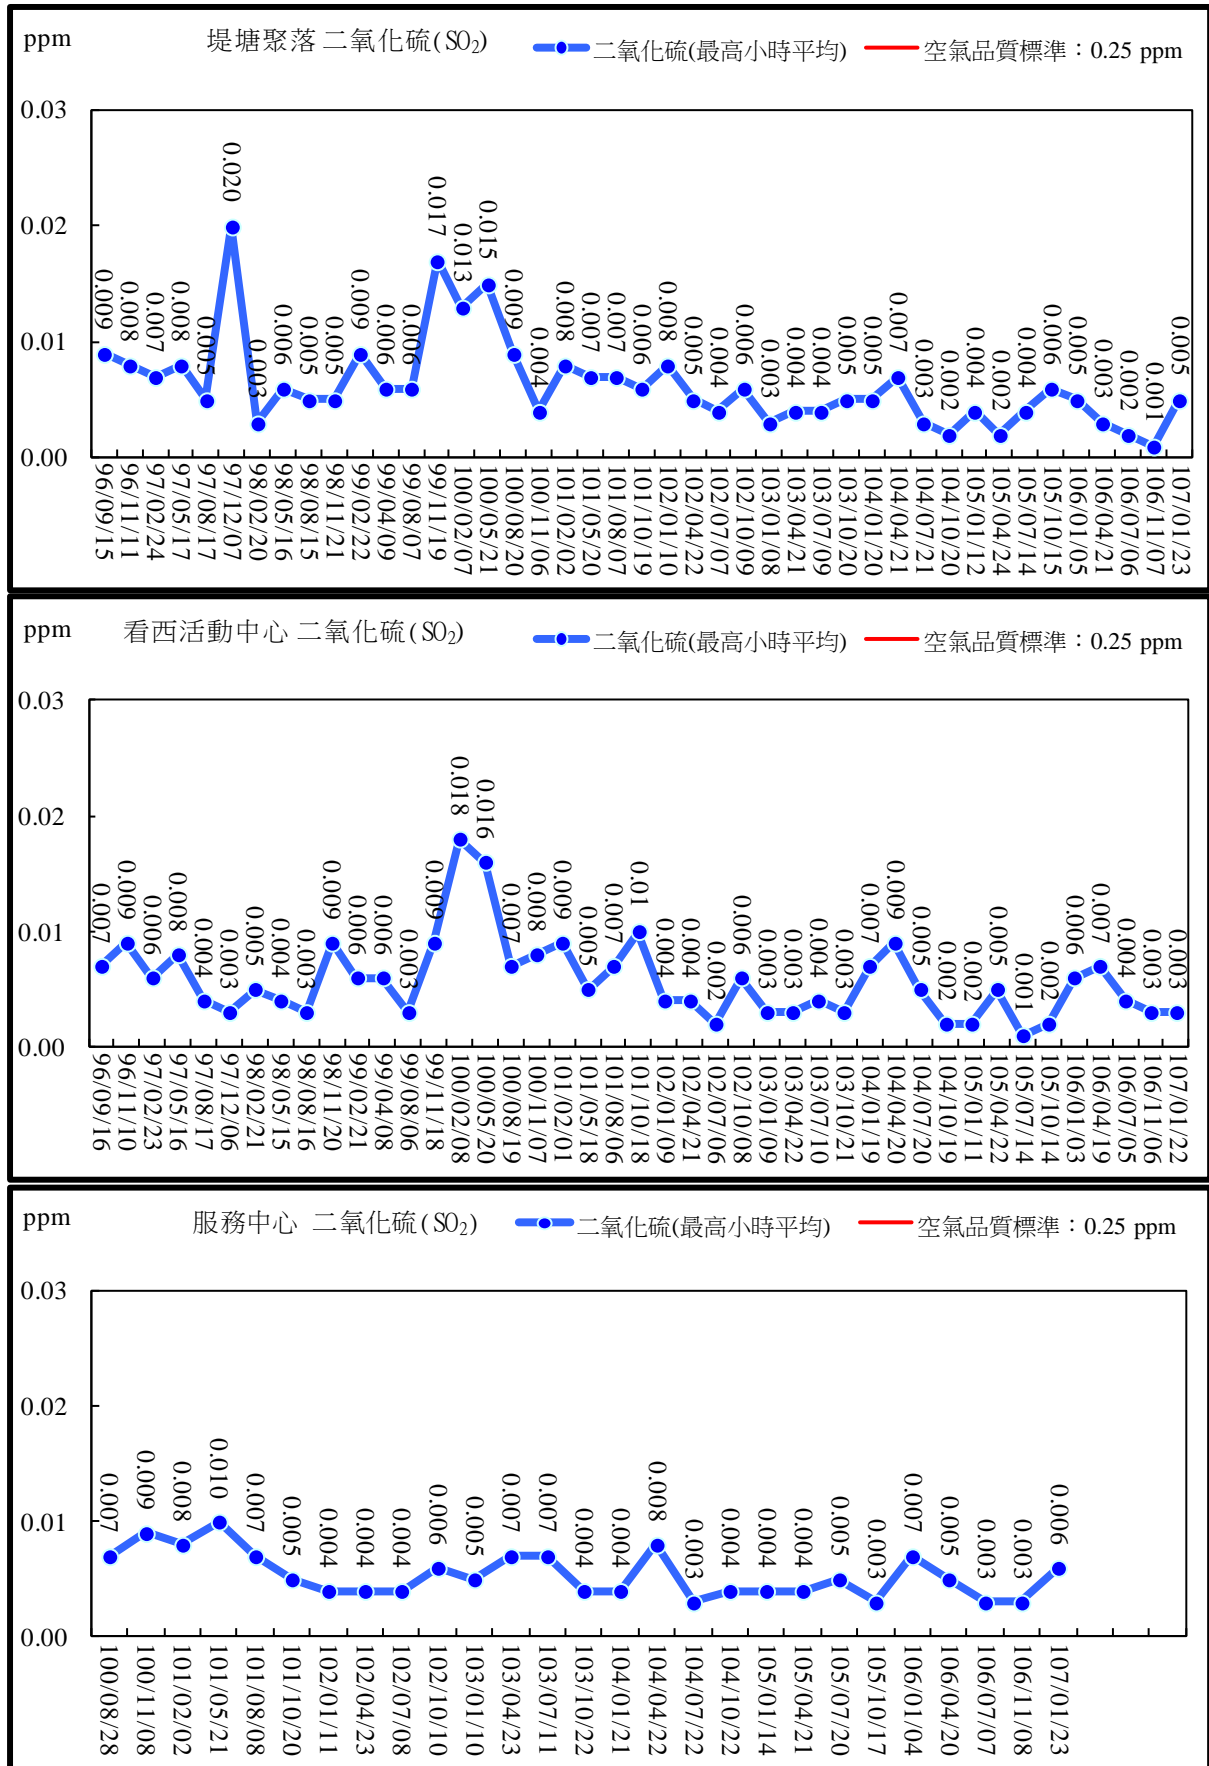 ppm 堤塘聚落 二氧化硫(SO₂) 二氧化硫(最高小時平均) 空氣品質標準：0.25 ppm
0.03
0.02
0.01
0.00
0.009 0.008 0.007 0.008 0.005 0.020 0.003 0.006 0.005 0.005 0.009 0.006 0.006 0.017 0.013 0.015 0.009 0.004 0.008 0.007 0.007 0.006 0.008 0.005 0.004 0.006 0.003 0.004 0.004 0.005 0.005 0.007 0.003 0.002 0.004 0.002 0.004 0.006 0.005 0.003 0.002 0.001 0.005
96/09/15 96/11/11 97/02/24 97/05/17 97/08/17 97/12/07 98/02/20 98/05/16 98/08/15 98/11/21 99/02/22 99/04/09 99/08/07 99/11/19 100/02/07 100/05/21 100/08/20 100/11/06 101/02/02 101/05/20 101/08/07 101/10/19 102/01/10 102/04/22 102/07/07 102/10/09 103/01/08 103/04/21 103/07/09 103/10/20 104/01/20 104/04/21 104/07/21 104/10/20 105/01/12 105/04/24 105/07/14 105/10/15 106/01/05 106/04/21 106/07/06 106/11/07 107/01/23
ppm 看西活動中心 二氧化硫(SO₂) 二氧化硫(最高小時平均) 空氣品質標準：0.25 ppm
0.03
0.02
0.01
0.00
0.007 0.009 0.006 0.008 0.004 0.003 0.005 0.004 0.003 0.009 0.006 0.006 0.003 0.009 0.018 0.016 0.007 0.008 0.009 0.005 0.007 0.01 0.004 0.004 0.002 0.006 0.003 0.003 0.004 0.003 0.007 0.009 0.005 0.002 0.002 0.005 0.001 0.002 0.006 0.007 0.004 0.003 0.003
96/09/16 96/11/10 97/02/23 97/05/16 97/08/17 97/12/06 98/02/21 98/05/15 98/08/16 98/11/20 99/02/21 99/04/08 99/08/06 99/11/18 100/02/08 100/05/20 100/08/19 100/11/07 101/02/01 101/05/18 101/08/06 101/10/18 102/01/09 102/04/21 102/07/06 102/10/08 103/01/09 103/04/22 103/07/10 103/10/21 104/01/19 104/04/20 104/07/20 104/10/19 105/01/11 105/04/22 105/07/14 105/10/14 106/01/03 106/04/19 106/07/05 106/11/06 107/01/22
ppm 服務中心 二氧化硫(SO₂) 二氧化硫(最高小時平均) 空氣品質標準：0.25 ppm
0.03
0.02
0.01
0.00
0.007 0.009 0.008 0.010 0.007 0.005 0.004 0.004 0.004 0.006 0.005 0.007 0.007 0.004 0.004 0.008 0.003 0.004 0.004 0.004 0.005 0.003 0.007 0.005 0.003 0.003 0.006
100/08/28 100/11/08 101/02/02 101/05/21 101/08/08 101/10/20 102/01/11 102/04/23 102/07/08 102/10/10 103/01/10 103/04/23 103/07/11 103/10/22 104/01/21 104/04/22 104/07/22 104/10/22 105/01/14 105/04/21 105/07/20 105/10/17 106/01/04 106/04/20 106/07/07 106/11/08 107/01/23